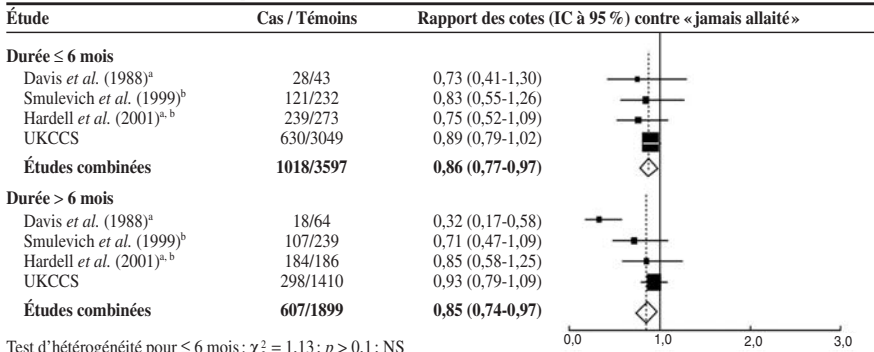 Étude Cas / Témoins Rapport des cotes (IC à 95 %) contre « jamais allaité »
Durée ≤ 6 mois
Davis et al. (1988)ᵃ 28/43 0,73 (0,41-1,30)
Smulevich et al. (1999)ᵇ 121/232 0,83 (0,55-1,26)
Hardell et al. (2001)ᵃ, ᵇ 239/273 0,75 (0,52-1,09)
UKCCS 630/3049 0,89 (0,79-1,02)
Études combinées 1018/3597 0,86 (0,77-0,97)
Durée > 6 mois
Davis et al. (1988)ᵃ 18/64 0,32 (0,17-0,58)
Smulevich et al. (1999)ᵇ 107/239 0,71 (0,47-1,09)
Hardell et al. (2001)ᵃ, ᵇ 184/186 0,85 (0,58-1,25)
UKCCS 298/1410 0,93 (0,79-1,09)
Études combinées 607/1899 0,85 (0,74-0,97)
0,0 1,0 2,0 3,0
Test d'hétérogénéité pour ≤ 6 mois : χ² = 1,13 ; p > 0,1 ; NS